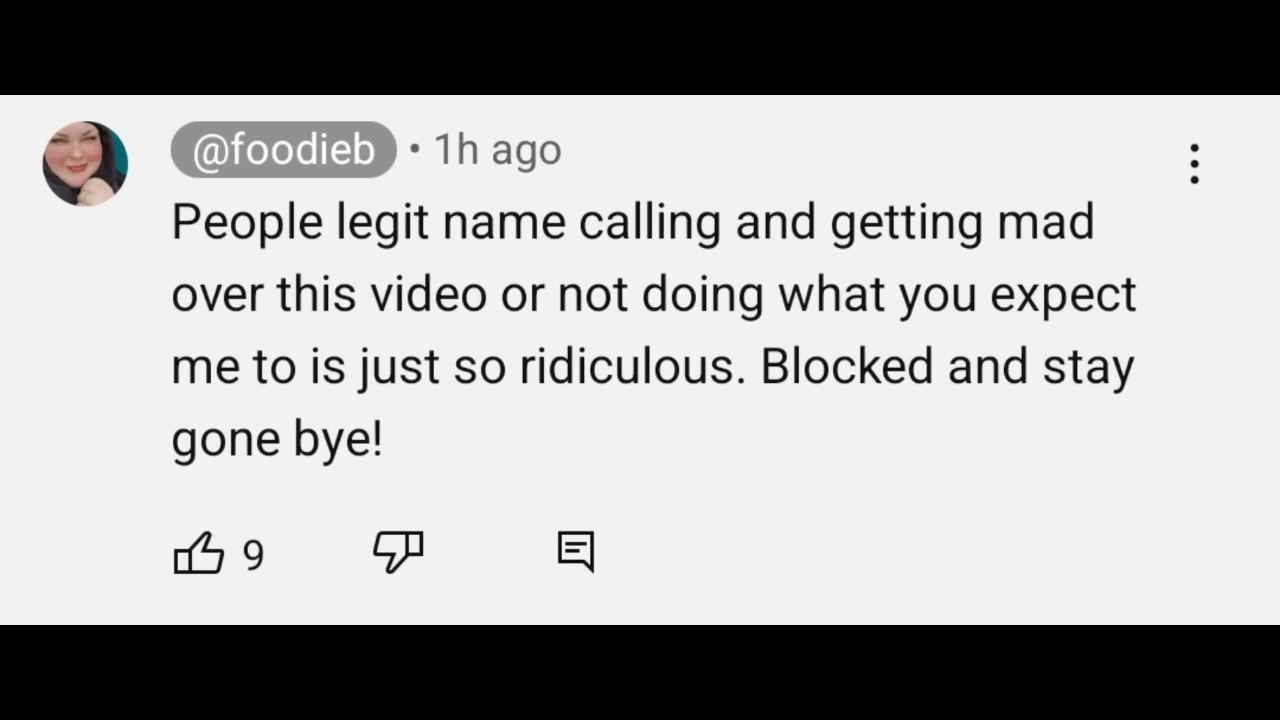 @foodieb • 1h ago
People legit name calling and getting mad
over this video or not doing what you expect
me to is just so ridiculous. Blocked and stay
gone bye!
9